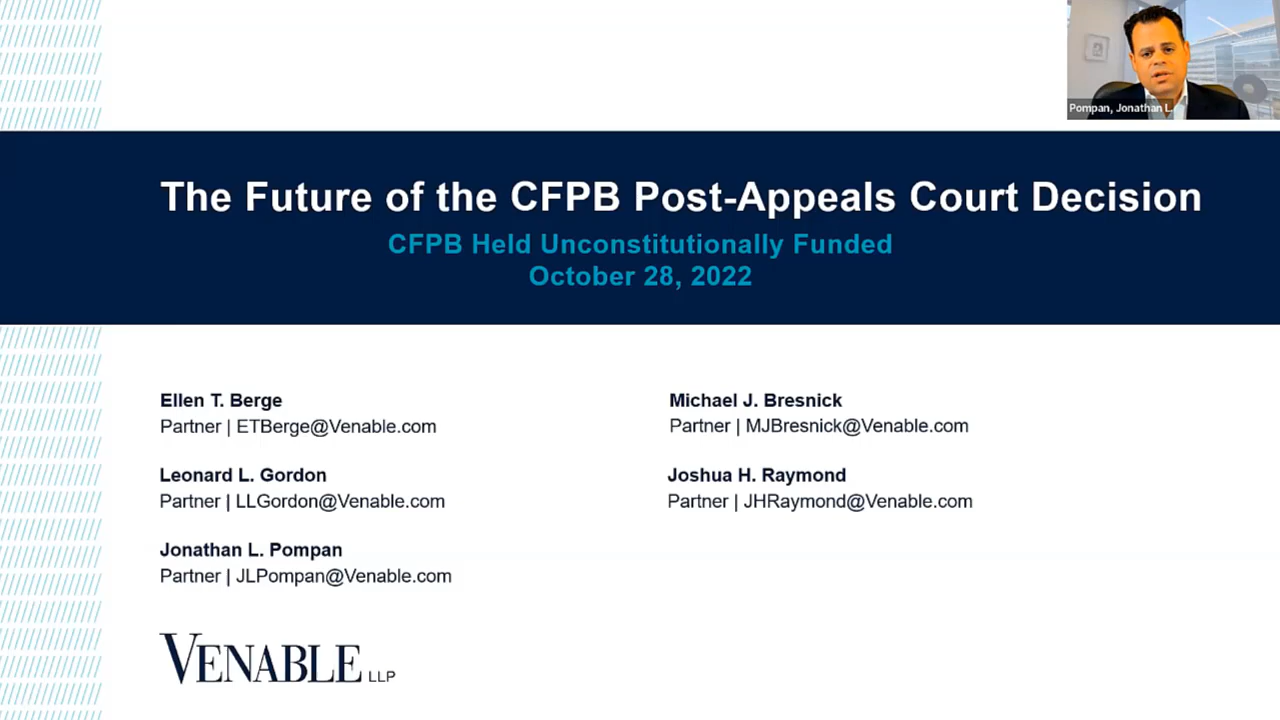 Pompan, Jonathan L.
The Future of the CFPB Post-Appeals Court Decision
CFPB Held Unconstitutionally Funded
October 28, 2022
Ellen T. Berge
Partner | ETBerge@Venable.com
Leonard L. Gordon
Partner | LLGordon@Venable.com
Jonathan L. Pompan
Partner | JLPompan@Venable.com
Michael J. Bresnick
Partner | MJBresnick@Venable.com
Joshua H. Raymond
Partner | JHRaymond@Venable.com
VENABLE LLP